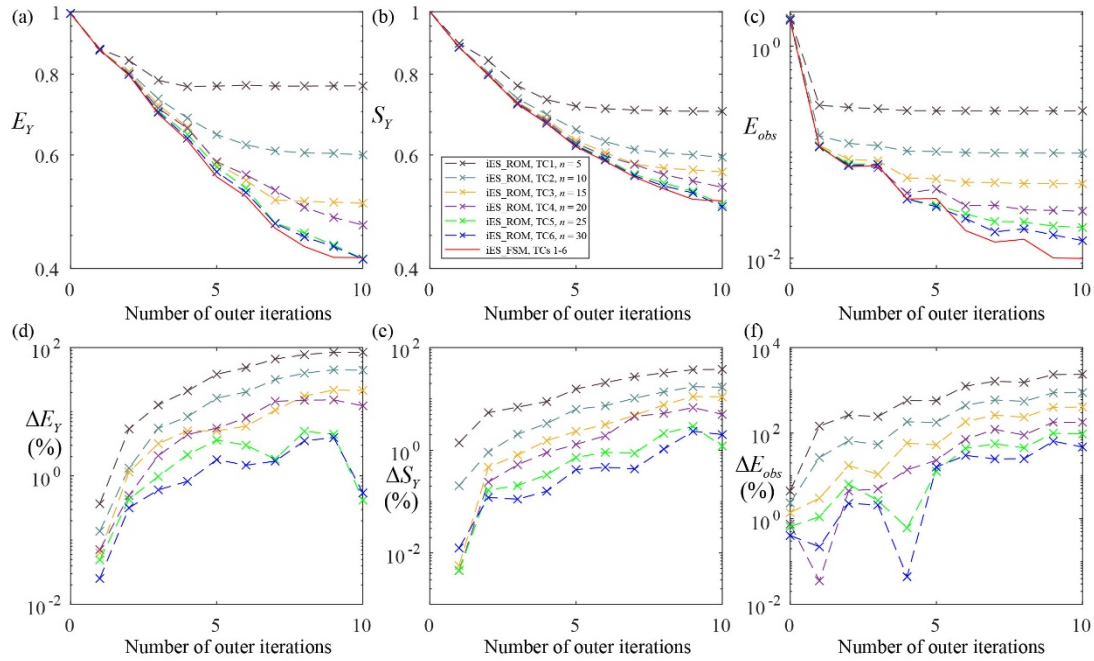 (a)
1
0.8
0.6
0.4
E_Y
0
5
10
Number of outer iterations
(b)
1
0.8
0.6
0.4
S_Y
iES_ROM, TC1, n = 5
iES_ROM, TC2, n = 10
iES_ROM, TC3, n = 15
iES_ROM, TC4, n = 20
iES_ROM, TC5, n = 25
iES_ROM, TC6, n = 30
iES_FSM, TCs 1-6
0
5
10
Number of outer iterations
(c)
10^0
10^-2
E_obs
0
5
10
Number of outer iterations
(d)
10^2
10^0
10^-2
ΔE_Y
(%)
0
5
10
Number of outer iterations
(e)
10^2
10^0
10^-2
ΔS_Y
(%)
0
5
10
Number of outer iterations
(f)
10^4
10^2
10^0
10^-2
ΔE_obs
(%)
0
5
10
Number of outer iterations